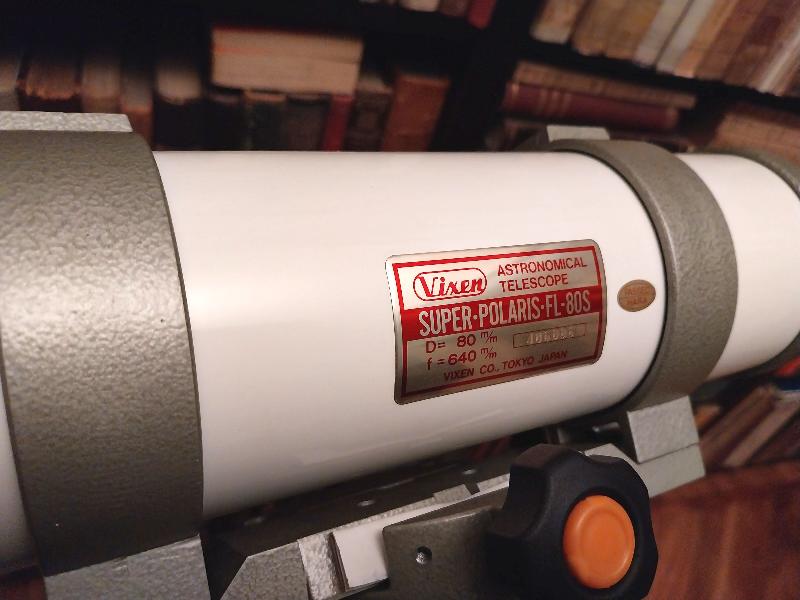 Vixen
ASTRONOMICAL
TELESCOPE
SUPER·POLARIS·FL-80S
D= 80 m/m
f=640 m/m
VIXEN CO., TOKYO JAPAN